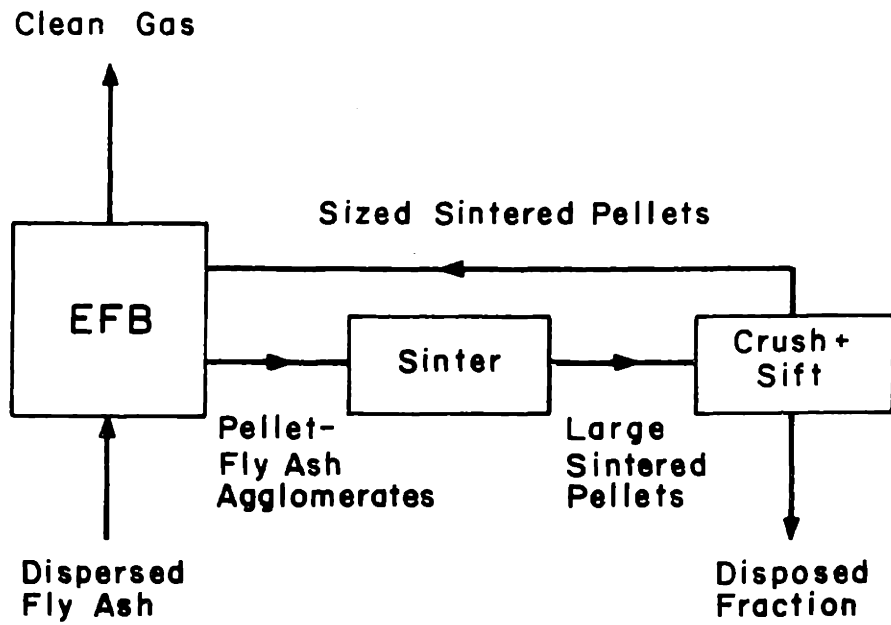 Clean Gas
Sized Sintered Pellets
EFB
Sinter
Crush+
Sift
Pellet-
Fly Ash
Agglomerates
Large
Sintered
Pellets
Dispersed
Fly Ash
Disposed
Fraction